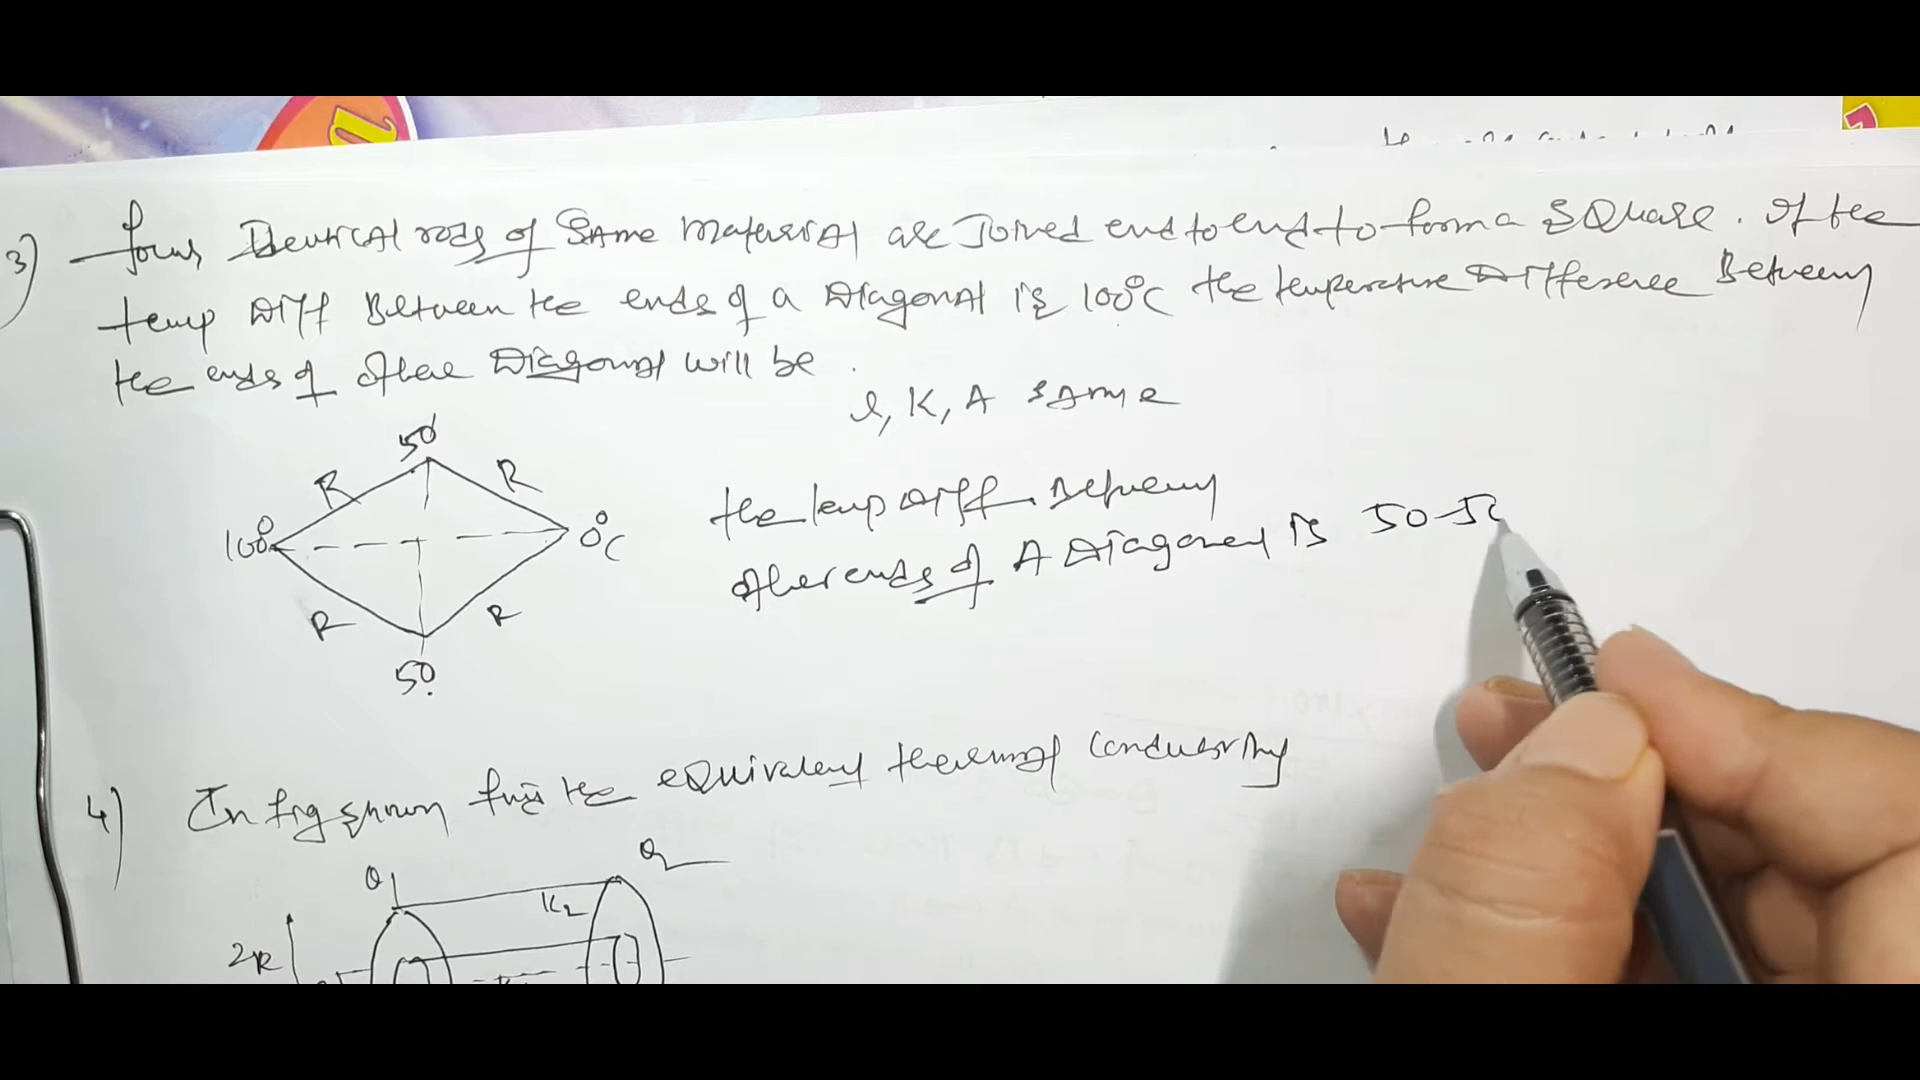 3) four Identical rods of Same Material are Joined end to end to form a Square. If the
temp Diff Between the ends of a Diagonal is 100°C the temperature Difference Between
the ends of other Diagonal will be.
l, K, A same
50
R R
100° 0°C
R R
50
the temp Diff. Between
other ends of A Diagonal is 50-50
4) In fig shown find the equivalent thermal conductivity
θ1 θ2
K2
2R